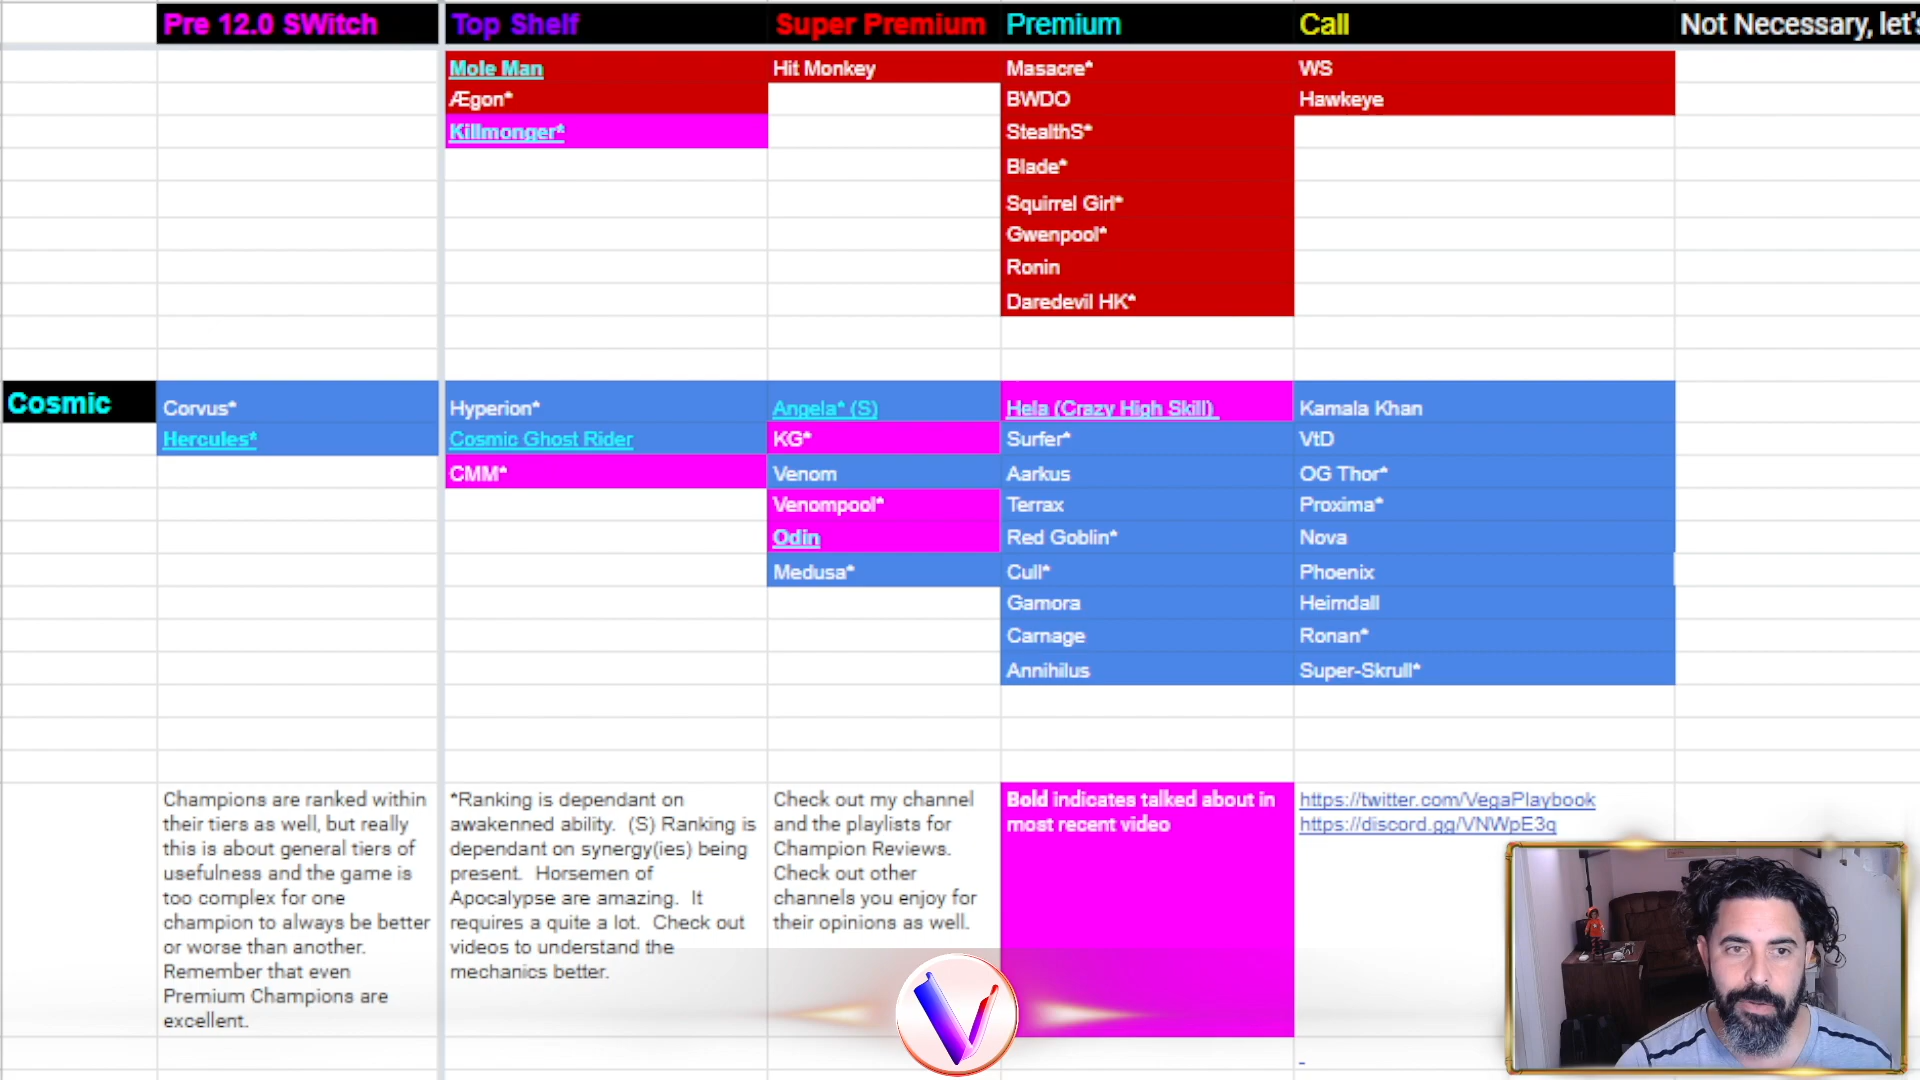 Pre 12.0 SWitch
Top Shelf
Super Premium
Premium
Call
Not Necessary, let's
Mole Man
Hit Monkey
Masacre*
WS
Ægon*
BWDO
Hawkeye
Killmonger*
StealthS*
Blade*
Squirrel Girl*
Gwenpool*
Ronin
Daredevil HK*
Cosmic
Corvus*
Hyperion*
Angela* (S)
Hela (Crazy High Skill)
Kamala Khan
Hercules*
Cosmic Ghost Rider
KG*
Surfer*
VtD
CMM*
Venom
Aarkus
OG Thor*
Venompool*
Terrax
Proxima*
Odin
Red Goblin*
Nova
Medusa*
Cull*
Phoenix
Gamora
Heimdall
Carnage
Ronan*
Annihilus
Super-Skrull*
Champions are ranked within
their tiers as well, but really
this is about general tiers of
usefulness and the game is
too complex for one
champion to always be better
or worse than another.
Remember that even
Premium Champions are
excellent.
*Ranking is dependant on
awakenned ability. (S) Ranking is
dependant on synergy(ies) being
present. Horsemen of
Apocalypse are amazing. It
requires a quite a lot. Check out
videos to understand the
mechanics better.
Check out my channel
and the playlists for
Champion Reviews.
Check out other
channels you enjoy for
their opinions as well.
Bold indicates talked about in
most recent video
https://twitter.com/VegaPlaybook
https://discord.gg/VNWpE3q
V